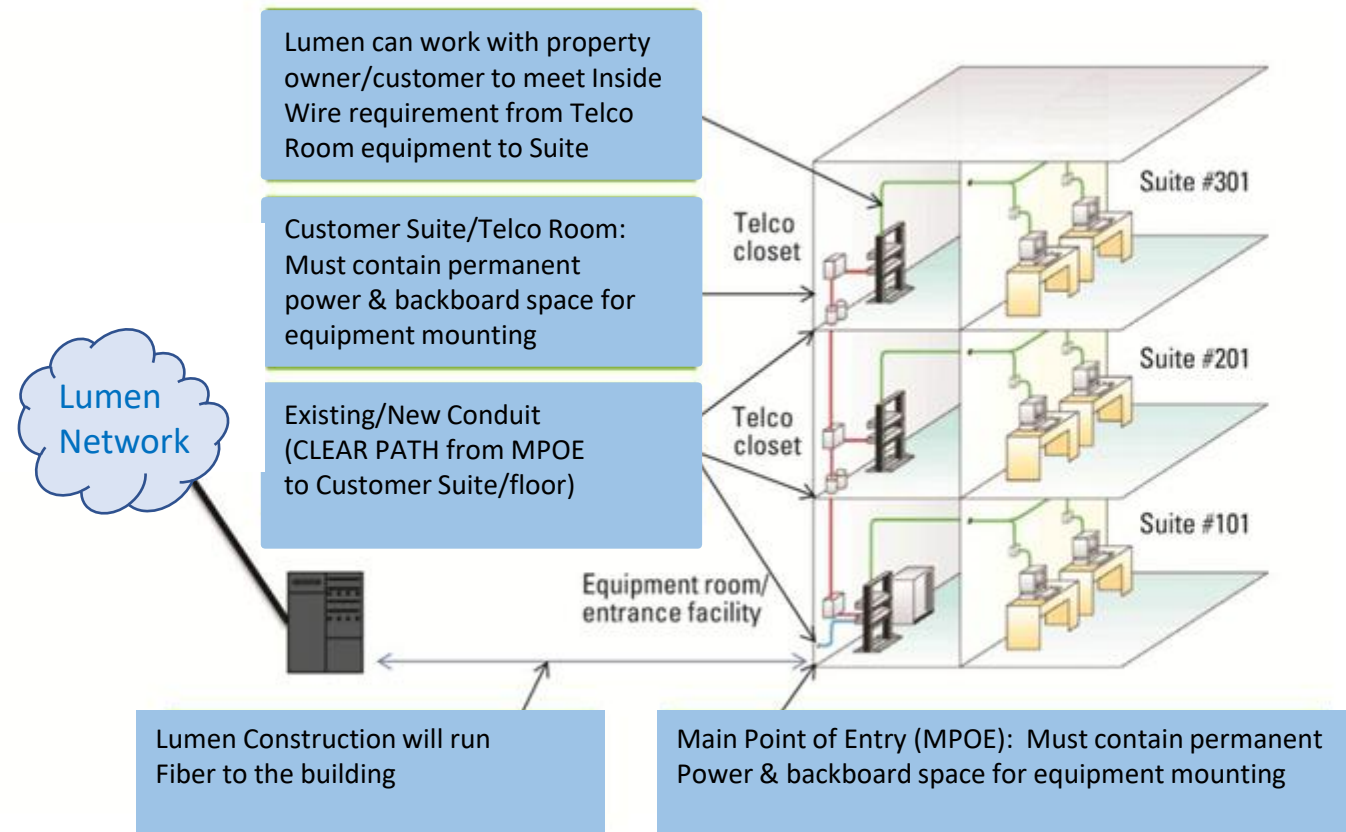 Lumen can work with property
owner/customer to meet Inside
Wire requirement from Telco
Room equipment to Suite
Customer Suite/Telco Room:
Must contain permanent
power & backboard space for
equipment mounting
Existing/New Conduit
(CLEAR PATH from MPOE
to Customer Suite/floor)
Lumen
Network
Telco
closet
Suite #301
Telco
closet
Suite #201
Equipment room/
entrance facility
Suite #101
Lumen Construction will run
Fiber to the building
Main Point of Entry (MPOE):  Must contain permanent
Power & backboard space for equipment mounting